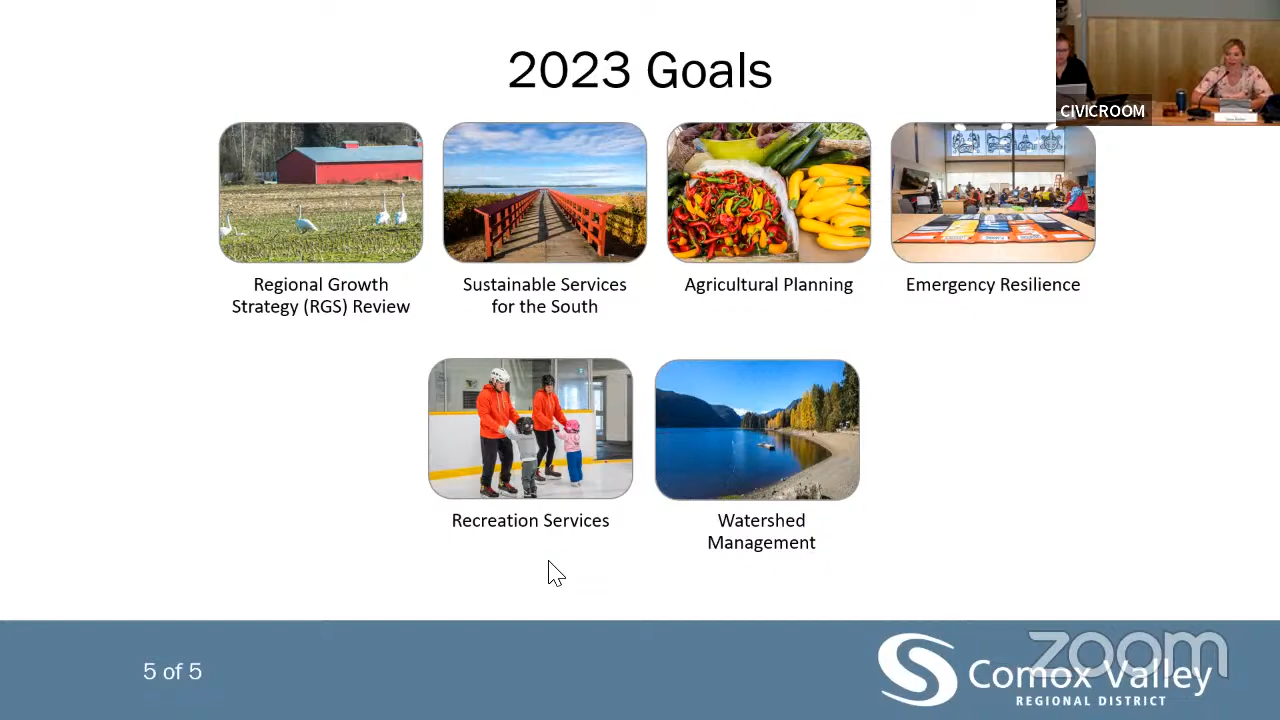 2023 Goals
CIVICROOM
Regional Growth
Strategy (RGS) Review
Sustainable Services
for the South
Agricultural Planning
Emergency Resilience
Recreation Services
Watershed
Management
5 of 5
zoom
Comox Valley
REGIONAL DISTRICT